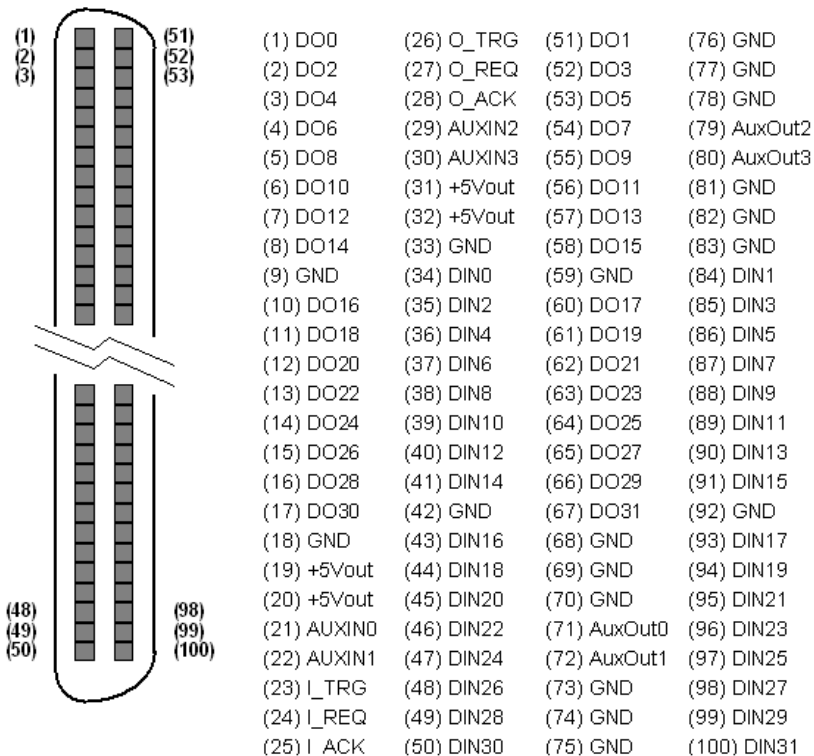 (1) (51)
(2) (52)
(3) (53)
(48) (98)
(49) (99)
(50) (100)
(1) DO0 (26) O_TRG (51) DO1 (76) GND
(2) DO2 (27) O_REQ (52) DO3 (77) GND
(3) DO4 (28) O_ACK (53) DO5 (78) GND
(4) DO6 (29) AUXIN2 (54) DO7 (79) AuxOut2
(5) DO8 (30) AUXIN3 (55) DO9 (80) AuxOut3
(6) DO10 (31) +5Vout (56) DO11 (81) GND
(7) DO12 (32) +5Vout (57) DO13 (82) GND
(8) DO14 (33) GND (58) DO15 (83) GND
(9) GND (34) DIN0 (59) GND (84) DIN1
(10) DO16 (35) DIN2 (60) DO17 (85) DIN3
(11) DO18 (36) DIN4 (61) DO19 (86) DIN5
(12) DO20 (37) DIN6 (62) DO21 (87) DIN7
(13) DO22 (38) DIN8 (63) DO23 (88) DIN9
(14) DO24 (39) DIN10 (64) DO25 (89) DIN11
(15) DO26 (40) DIN12 (65) DO27 (90) DIN13
(16) DO28 (41) DIN14 (66) DO29 (91) DIN15
(17) DO30 (42) GND (67) DO31 (92) GND
(18) GND (43) DIN16 (68) GND (93) DIN17
(19) +5Vout (44) DIN18 (69) GND (94) DIN19
(20) +5Vout (45) DIN20 (70) GND (95) DIN21
(21) AUXIN0 (46) DIN22 (71) AuxOut0 (96) DIN23
(22) AUXIN1 (47) DIN24 (72) AuxOut1 (97) DIN25
(23) I_TRG (48) DIN26 (73) GND (98) DIN27
(24) I_REQ (49) DIN28 (74) GND (99) DIN29
(25) I_ACK (50) DIN30 (75) GND (100) DIN31